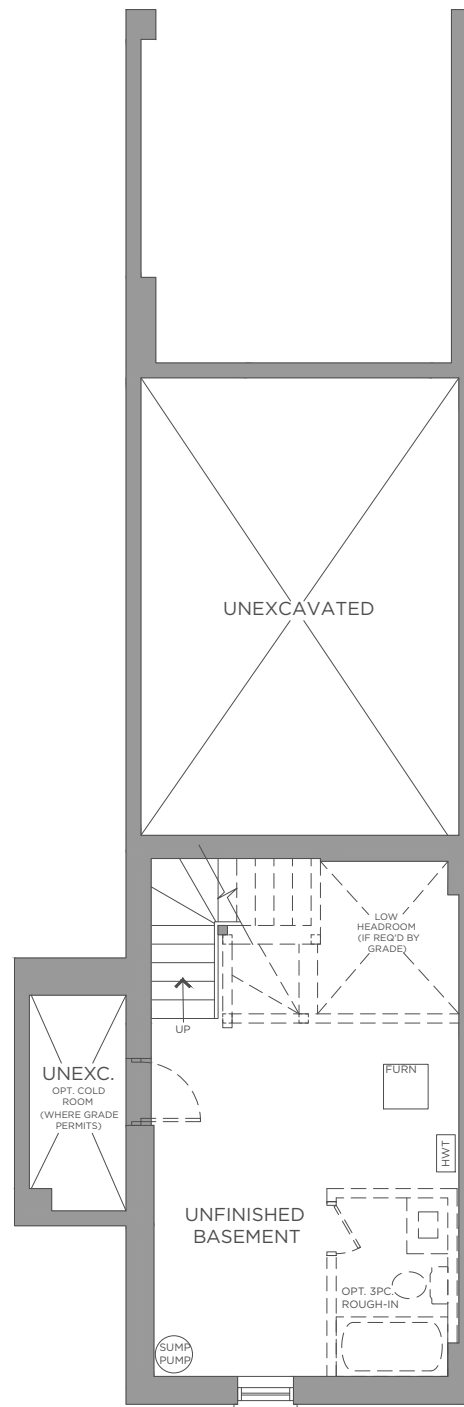 UNEXCAVATED
LOW
HEADROOM
(IF REQ'D BY
GRADE)
UP
UNEXC.
OPT. COLD
ROOM
(WHERE GRADE
PERMITS)
FURN
HWT
UNFINISHED
BASEMENT
OPT. 3PC.
ROUGH-IN
SUMP
PUMP